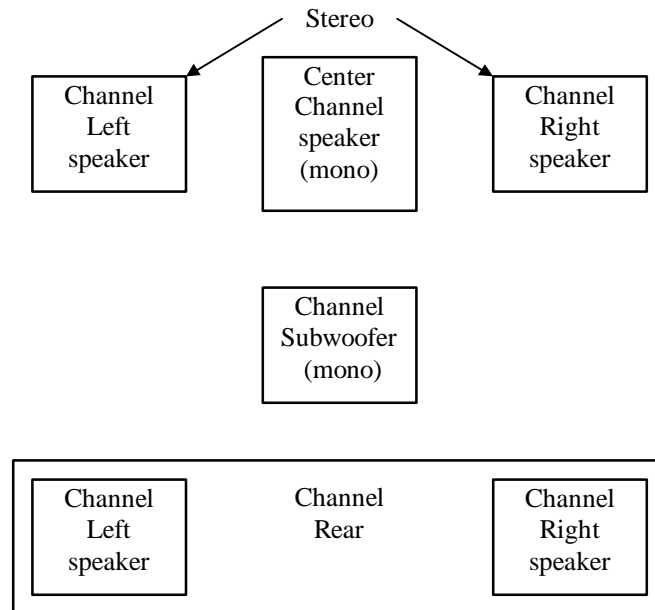 Stereo
Channel
Left
speaker
Center
Channel
speaker
(mono)
Channel
Right
speaker
Channel
Subwoofer
(mono)
Channel
Left
speaker
Channel
Rear
Channel
Right
speaker